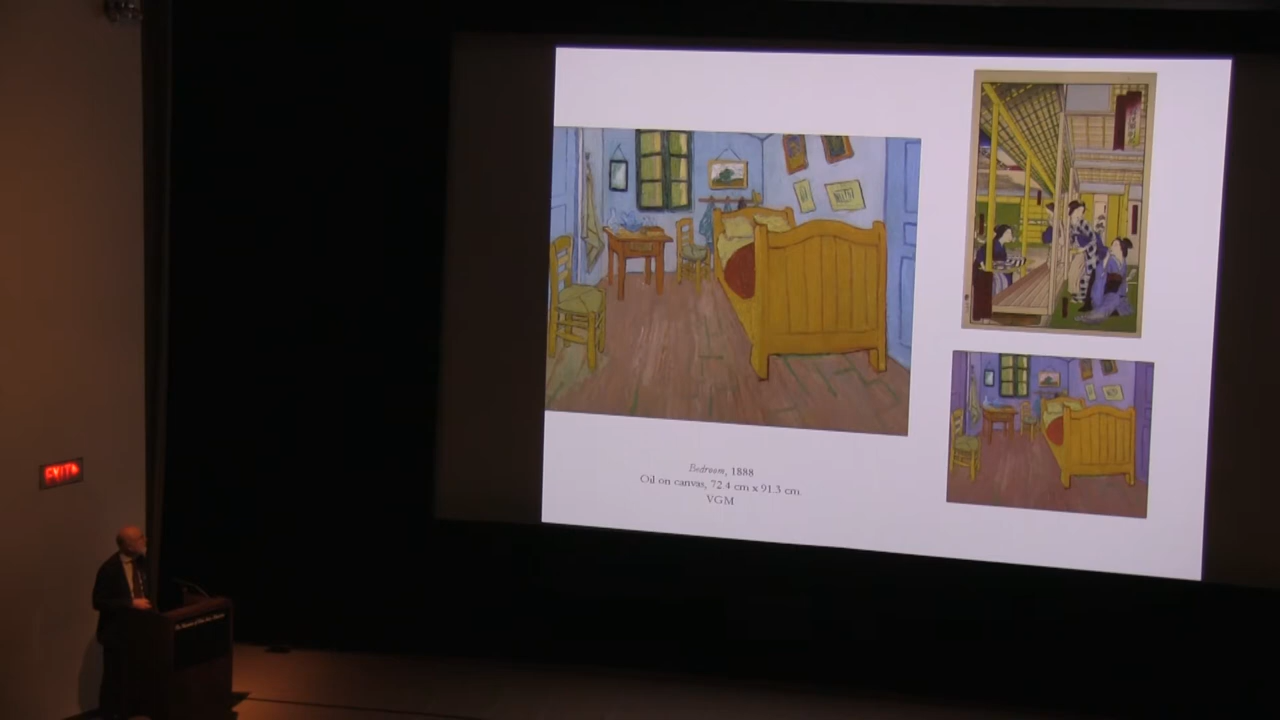 Bedroom, 1888
Oil on canvas, 72.4 cm x 91.3 cm.
VGM
EXIT